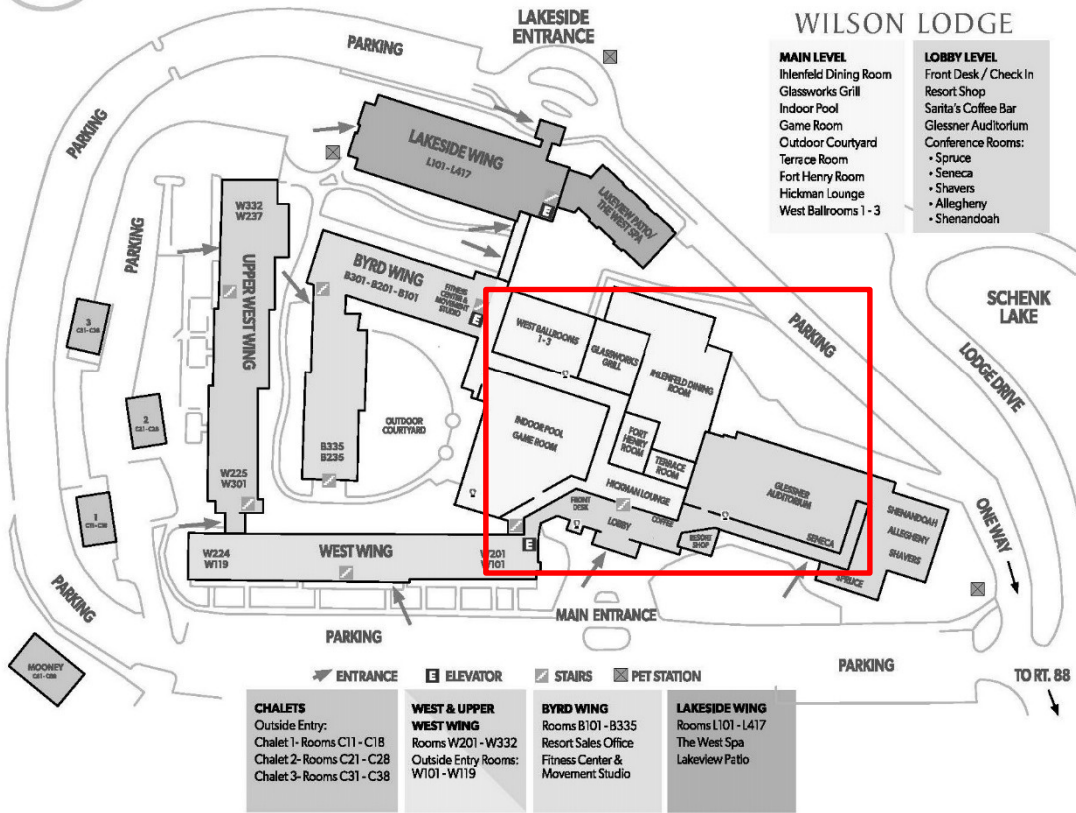 LAKESIDE
ENTRANCE
WILSON LODGE
MAIN LEVEL
Ihlenfeld Dining Room
Glassworks Grill
Indoor Pool
Game Room
Outdoor Courtyard
Terrace Room
Fort Henry Room
Hickman Lounge
West Ballrooms 1 - 3
LOBBY LEVEL
Front Desk / Check In
Resort Shop
Sarita's Coffee Bar
Glessner Auditorium
Conference Rooms:
• Spruce
• Seneca
• Shavers
• Allegheny
• Shenandoah
PARKING
PARKING
PARKING
PARKING
LAKESIDE WING
L101 - L417
LAKEVIEW PATIO/
THE WEST SPA
E
W332
W237
UPPER WEST WING
W225
W301
BYRD WING
B301 - B201 - B101
FITNESS
CENTER &
MOVEMENT
STUDIO
E
B335
B235
OUTDOOR
COURTYARD
3
C31 - C38
2
C21 - C28
1
C11 - C18
WEST BALLROOMS
1 - 3
GLASSWORKS
GRILL
IHLENFELD DINING
ROOM
INDOOR POOL
GAME ROOM
FORT
HENRY
ROOM
TERRACE
ROOM
HICKMAN LOUNGE
FRONT
DESK
LOBBY
COFFEE
RESORT
SHOP
GLESSNER
AUDITORIUM
SENECA
SHENANDOAH
ALLEGHENY
SHAVERS
SPRUCE
PARKING
SCHENK
LAKE
LODGE DRIVE
ONE WAY
W224
W119
WEST WING
W201
W101
E
MAIN ENTRANCE
PARKING
PARKING
PARKING
TO RT. 88
MOONEY
ENTRANCE
E ELEVATOR
STAIRS
PET STATION
CHALETS
Outside Entry:
Chalet 1- Rooms C11 - C18
Chalet 2- Rooms C21 - C28
Chalet 3- Rooms C31 - C38
WEST & UPPER
WEST WING
Rooms W201 - W332
Outside Entry Rooms:
W101 - W119
BYRD WING
Rooms B101 - B335
Resort Sales Office
Fitness Center &
Movement Studio
LAKESIDE WING
Rooms L101 - L417
The West Spa
Lakeview Patio